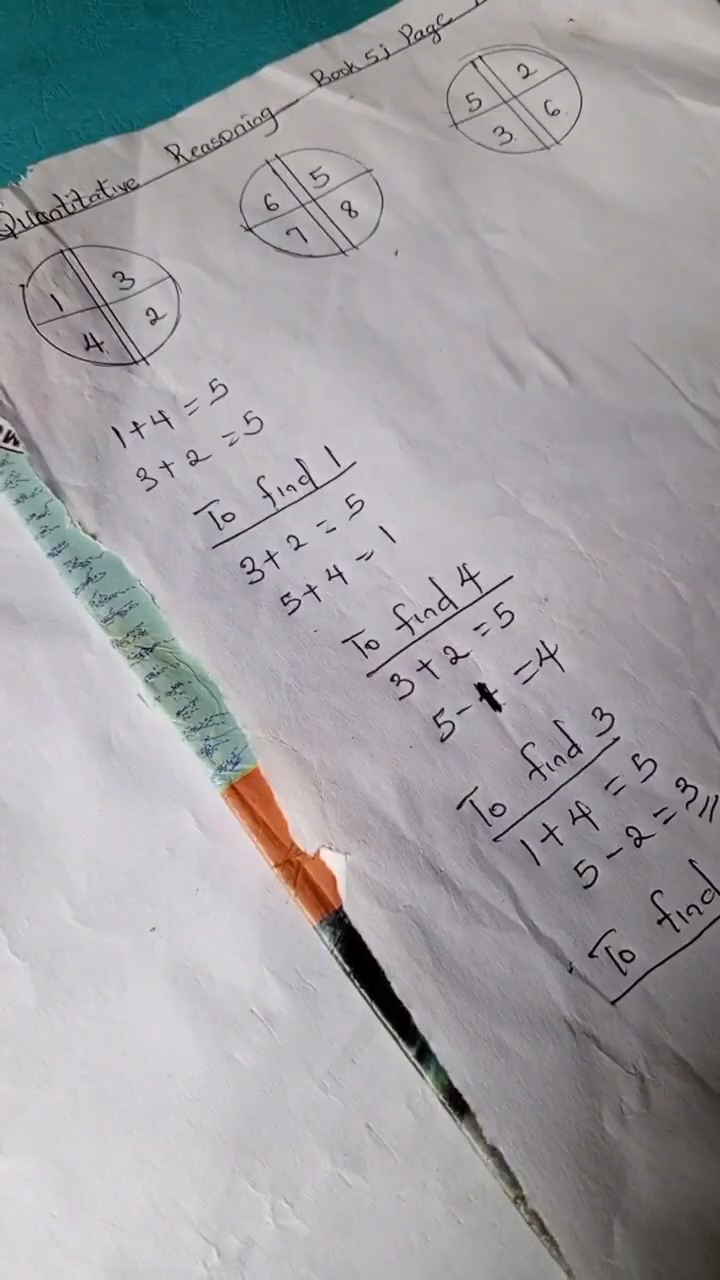 Quantitative Reasoning - Book 5; Page
1 3
4 2
6 5
7 8
5 2
3 6
1+4 = 5
3+2 = 5
To find 1
3+2 = 5
5+4 = 1
To find 4
3+2 = 5
5-1 = 4
To find 3
1+4 = 5
5-2 = 3//
To find